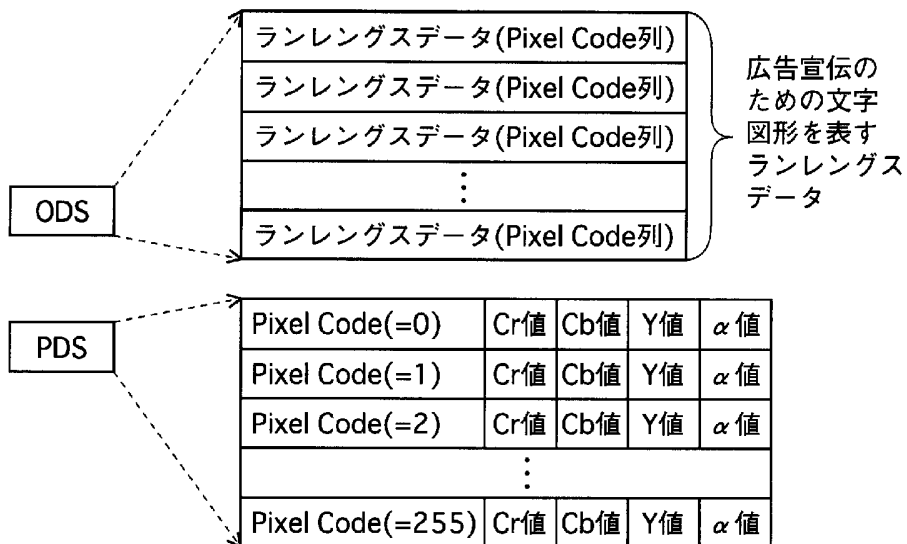 ランレングスデータ(Pixel Code列)
ランレングスデータ(Pixel Code列)
ランレングスデータ(Pixel Code列)
⋮
ランレングスデータ(Pixel Code列)
広告宣伝の
ための文字
図形を表す
ランレングス
データ
ODS
PDS
Pixel Code(=0) Cr値 Cb値 Y値 α値
Pixel Code(=1) Cr値 Cb値 Y値 α値
Pixel Code(=2) Cr値 Cb値 Y値 α値
⋮
Pixel Code(=255) Cr値 Cb値 Y値 α値